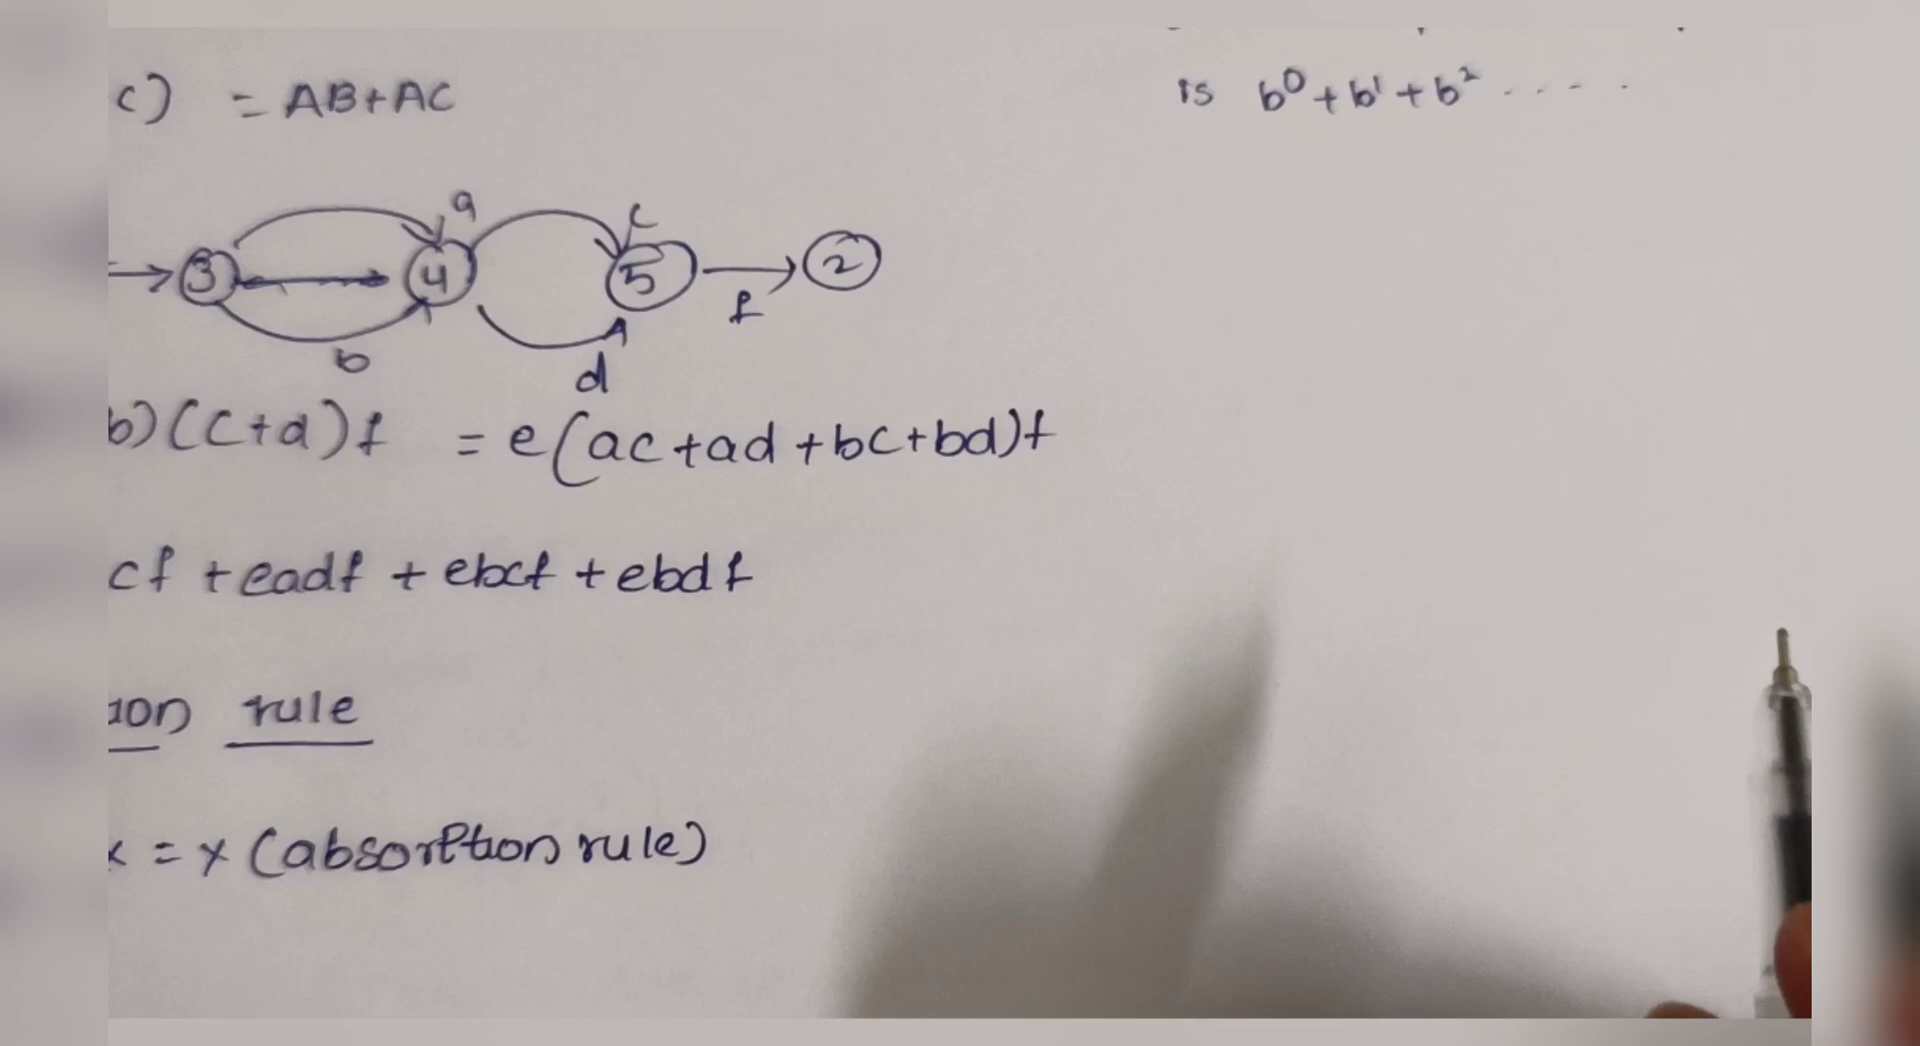 c) = AB+AC
is b⁰ + b¹ + b² - - - - .
a c
3 4 5 2
f
b d
b)(c+d)f = e(ac+ad+bc+bd)f
cf + eadf + ebcf + ebdf
ion rule
x = x (absorption rule)